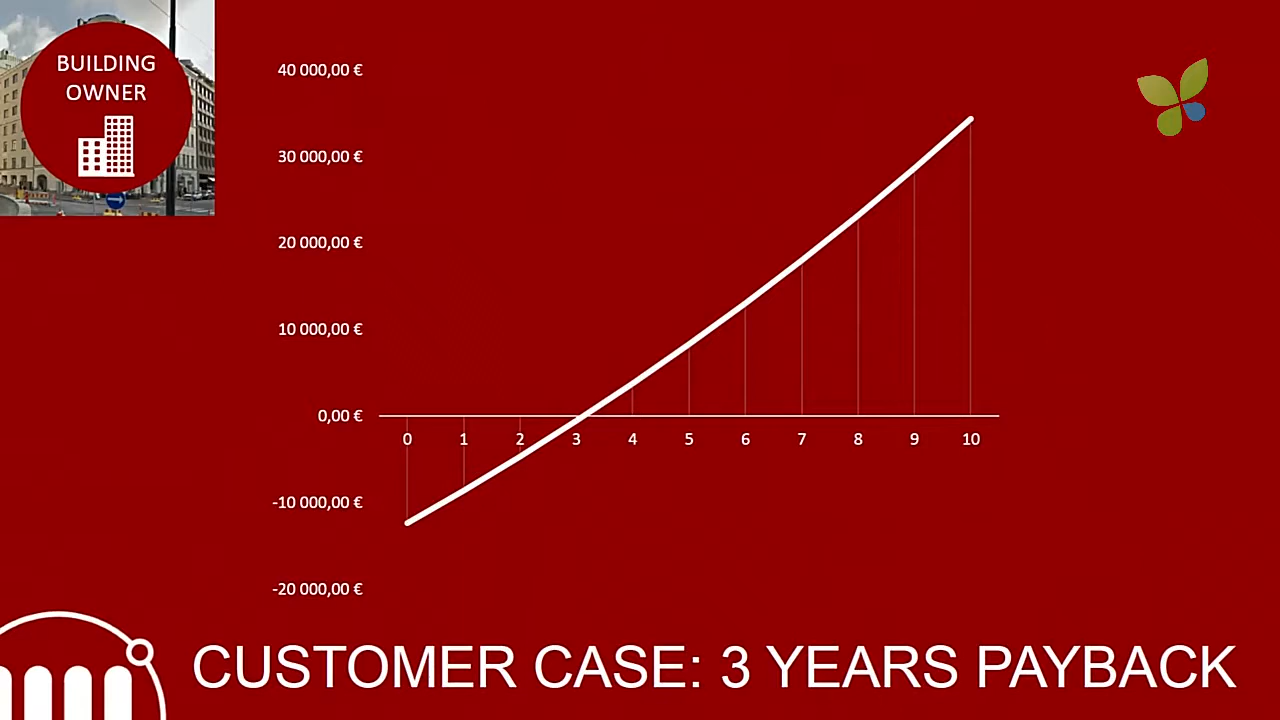 BUILDING
OWNER
40 000,00 €
30 000,00 €
20 000,00 €
10 000,00 €
0,00 €
-10 000,00 €
-20 000,00 €
0 1 2 3 4 5 6 7 8 9 10
CUSTOMER CASE: 3 YEARS PAYBACK